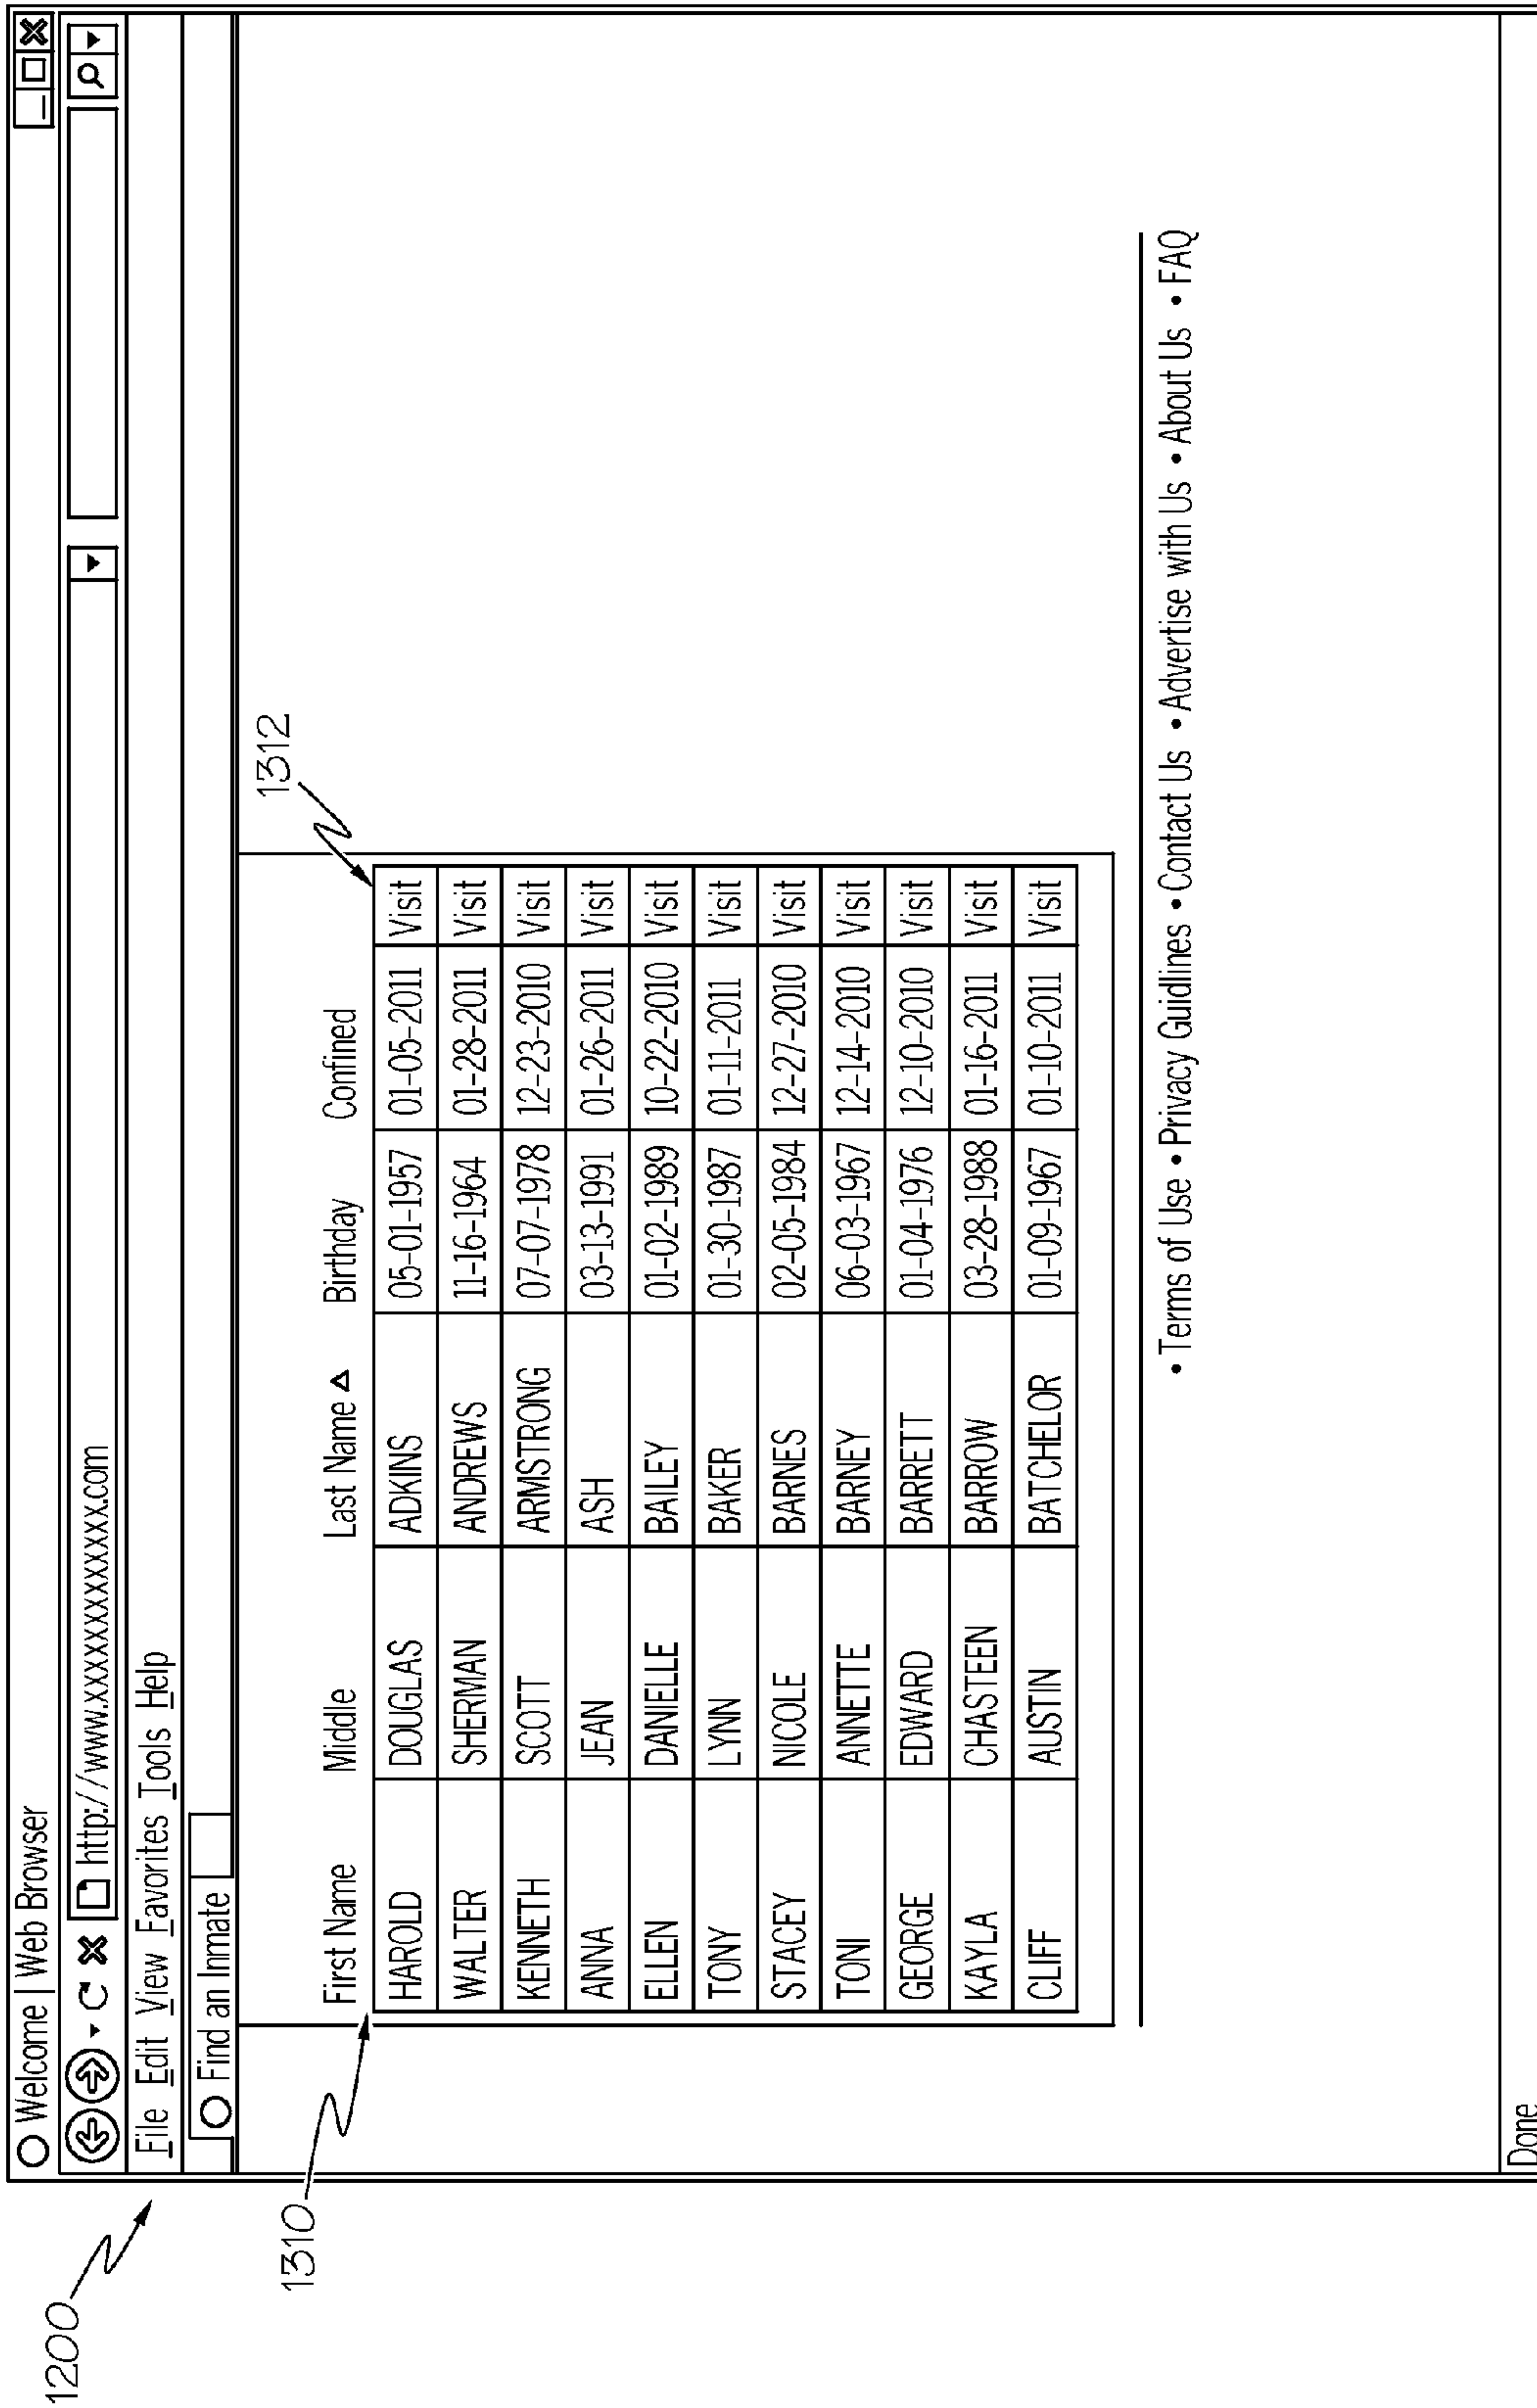 1200
Welcome | Web Browser
http://www.xxxxxxxxxxxxx.com
File Edit View Favorites Tools Help
Find an Inmate
1310
1312
First Name Middle Last Name Birthday Confined
HAROLD DOUGLAS ADKINS 05-01-1957 01-05-2011 Visit
WALTER SHERMAN ANDREWS 11-16-1964 01-28-2011 Visit
KENNETH SCOTT ARMSTRONG 07-07-1978 12-23-2010 Visit
ANNA JEAN ASH 03-13-1991 01-26-2011 Visit
ELLEN DANIELLE BAILEY 01-02-1989 10-22-2010 Visit
TONY LYNN BAKER 01-30-1987 01-11-2011 Visit
STACEY NICOLE BARNES 02-05-1984 12-27-2010 Visit
TONI ANNETTE BARNEY 06-03-1967 12-14-2010 Visit
GEORGE EDWARD BARRETT 01-04-1976 12-10-2010 Visit
KAYLA CHASTEEN BARROW 03-28-1988 01-16-2011 Visit
CLIFF AUSTIN BATCHELOR 01-09-1967 01-10-2011 Visit
• Terms of Use • Privacy Guidlines • Contact Us • Advertise with Us • About Us • FAQ
Done